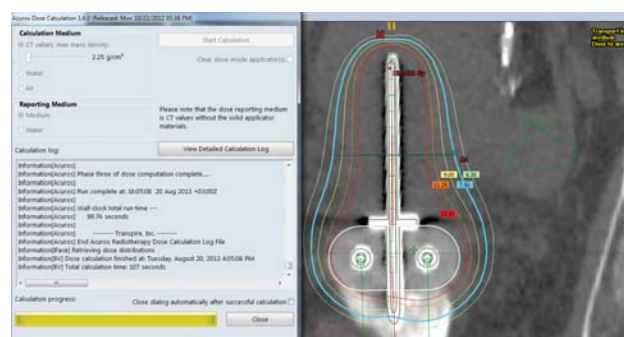 Acuros Dose Calculation 1.6.0 (Released: Mon 10/22/2012 05:38 PM)
Calculation Medium
CT values, max mass density:
2.25 g/cm³
Water
Air
Start Calculation
Clear dose inside applicator(s)
Reporting Medium
Medium
Water
Please note that the dose reporting medium
is CT values without the solid applicator
materials.
Calculation log:
View Detailed Calculation Log
Information(Acuros)
Information(Acuros) Phase three of dose computation complete....
Information(Acuros)
Information(Acuros) Run complete at: 16:05:08 20 Aug 2013 +03:00Z
Information(Acuros)
Information(Acuros) Wall-clock total run-time ---
Information(Acuros) 99.76 seconds
Information(Acuros)
Information(Acuros) -------- Transpire, Inc. --------
Information(Acuros) End Acuros Radiotherapy Dose Calculation Log File
Information(Face) Retrieving dose distributions
Information(BV) Dose calculation finished at: Tuesday, August 20, 2013 4:05:08 PM
Information(BV) Total calculation time: 107 seconds
Calculation progress:
Close dialog automatically after successful calculation
Close
Transport
medium
Dose to